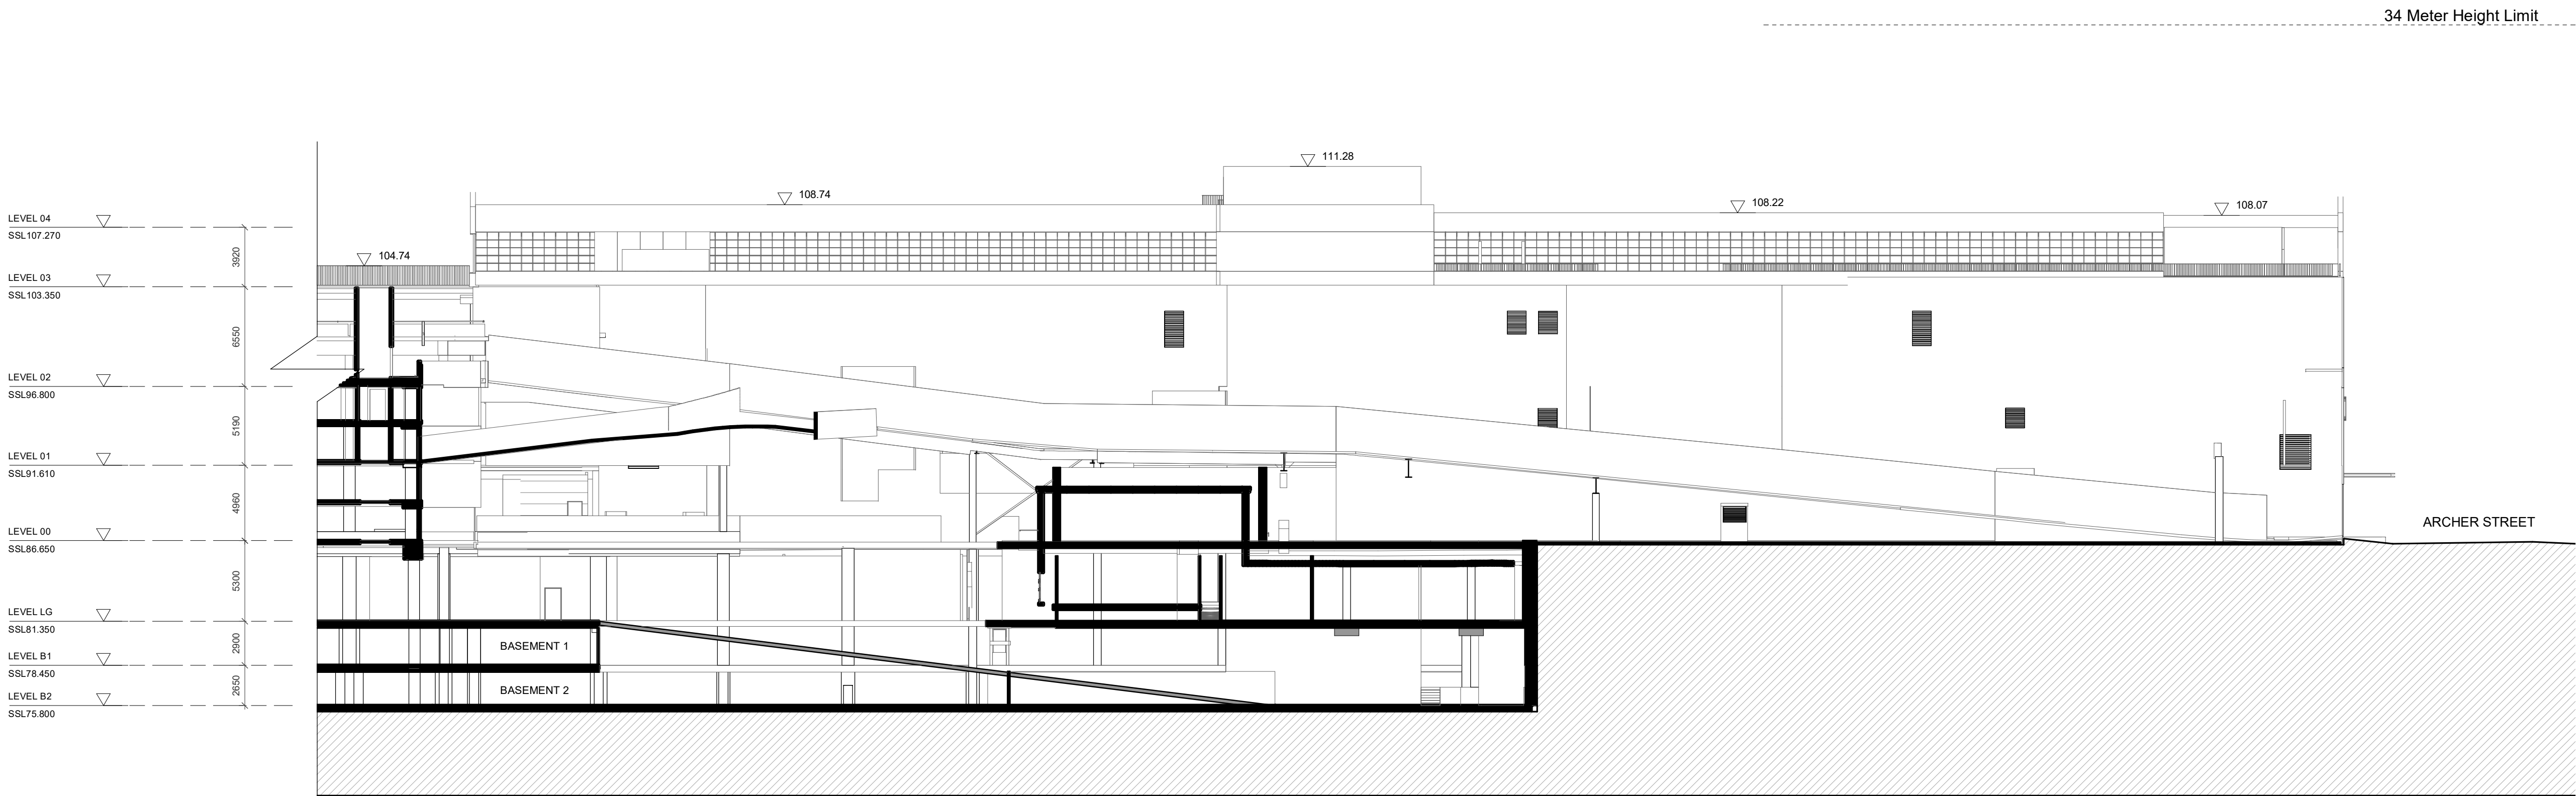 34 Meter Height Limit
111.28
108.74
108.22
108.07
104.74
LEVEL 04
SSL107.270
3920
LEVEL 03
SSL103.350
6550
LEVEL 02
SSL96.800
5190
LEVEL 01
SSL91.610
4960
LEVEL 00
SSL86.650
ARCHER STREET
5300
LEVEL LG
SSL81.350
2900
BASEMENT 1
LEVEL B1
SSL78.450
2650
BASEMENT 2
LEVEL B2
SSL75.800